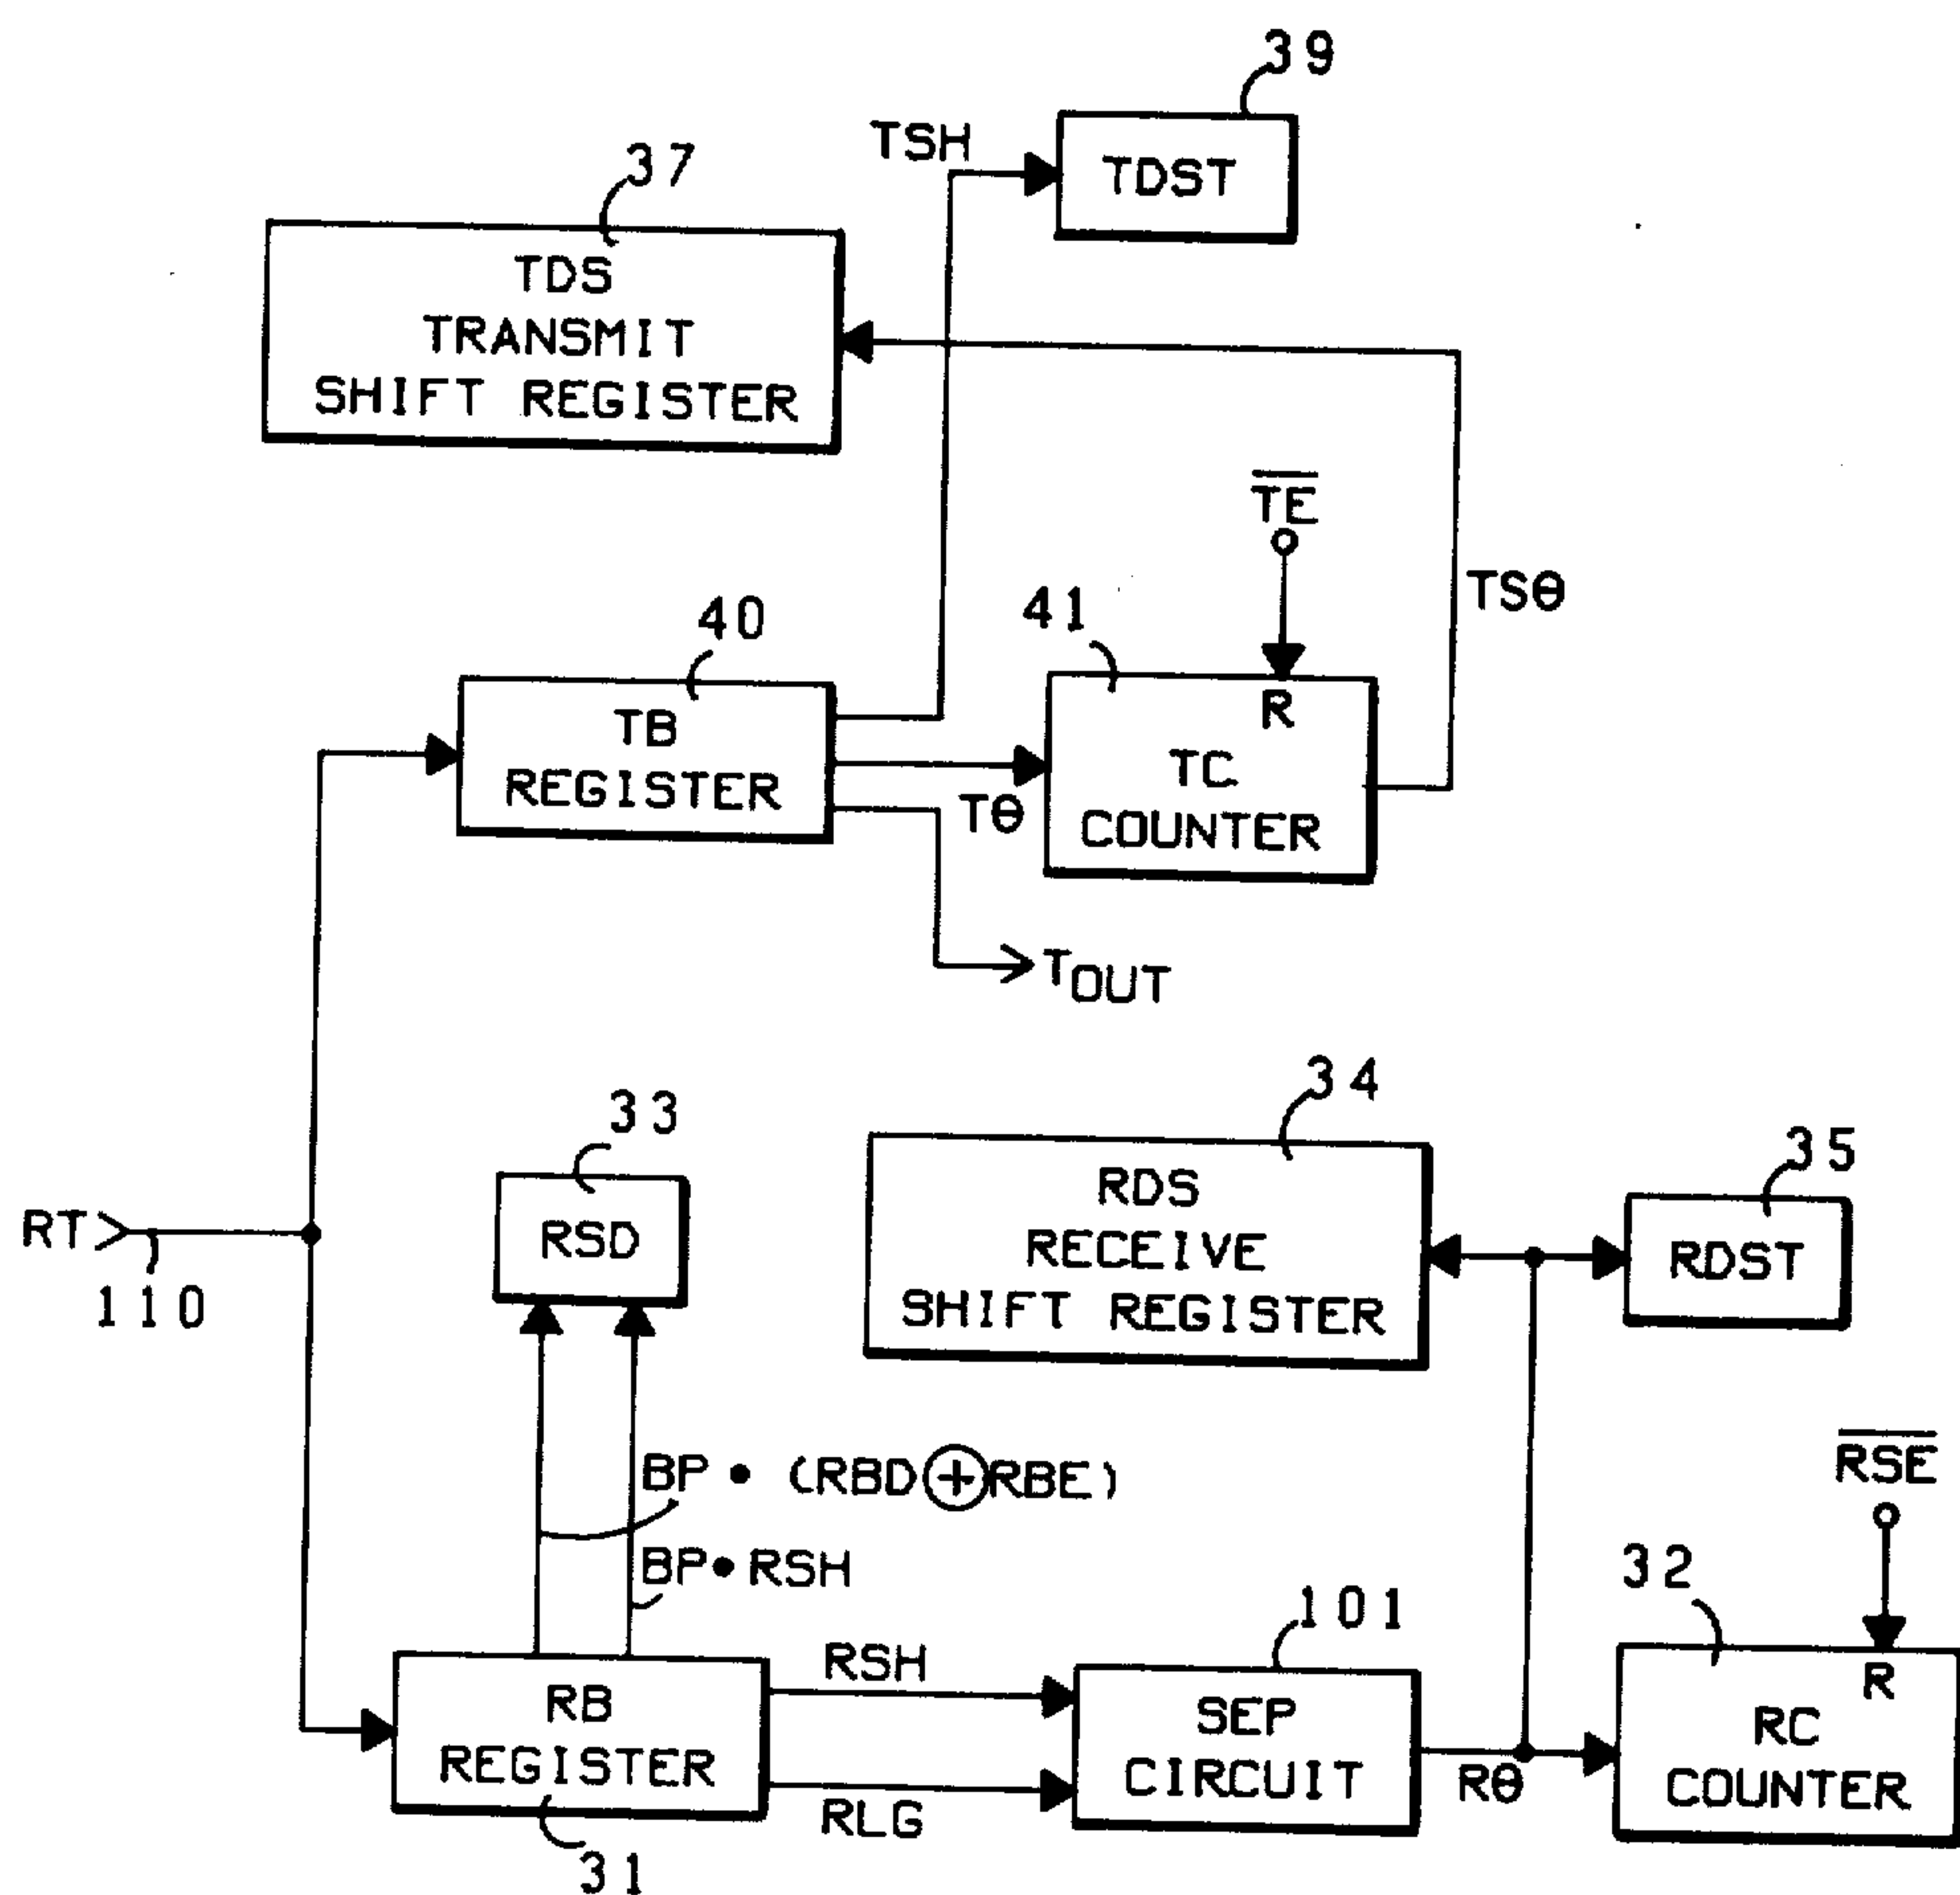 39
TSH
TDST
37
TDS
TRANSMIT
SHIFT REGISTER
TE
TSθ
40
41
TB
REGISTER
R
TC
COUNTER
Tθ
TOUT
33
34
35
RSD
RDS
RECEIVE
SHIFT REGISTER
RDST
RT
110
BP • (RBD⊕RBE)
BP•RSH
RSE
32
101
RSH
RB
REGISTER
SEP
CIRCUIT
R
RC
COUNTER
Rθ
RLG
31